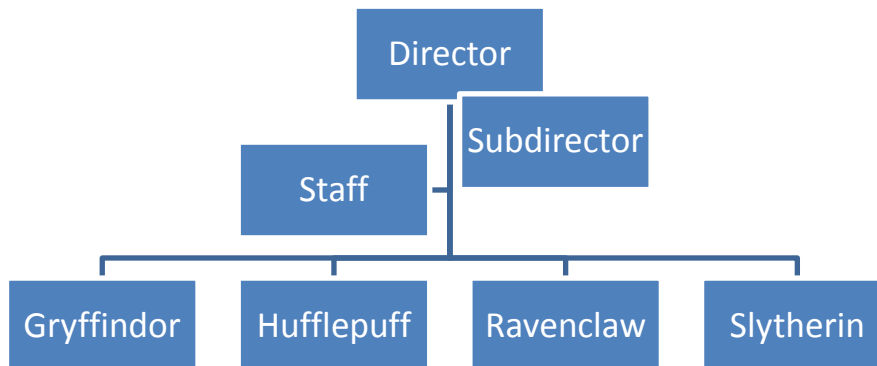 Director
Subdirector
Staff
Gryffindor
Hufflepuff
Ravenclaw
Slytherin